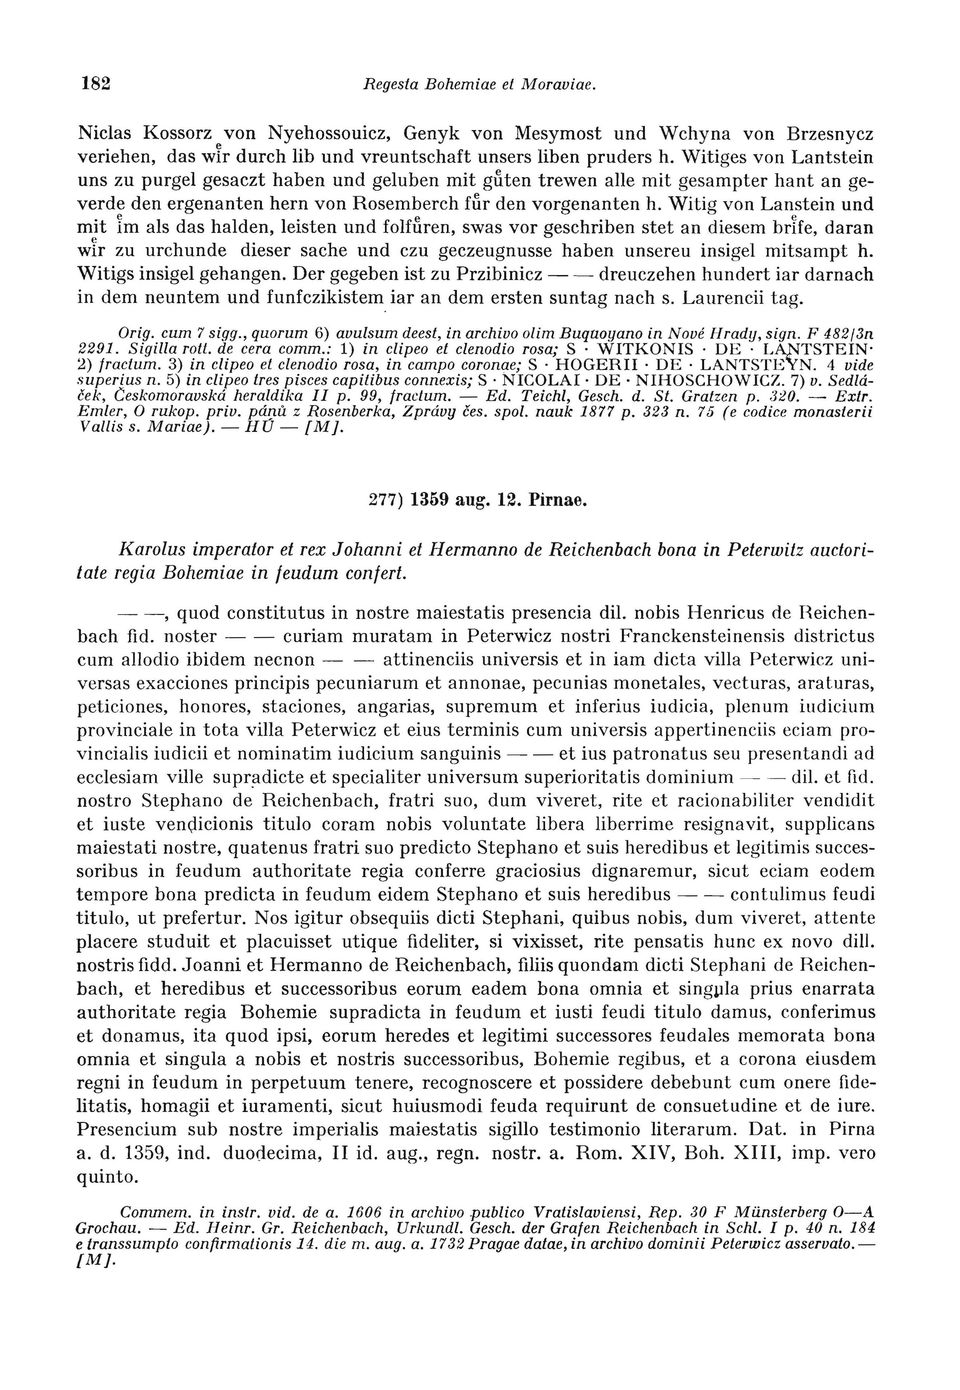 182 Regesta Bohemiae et Moraviae.
Niclas Kossorz von Nyehossouicz, Genyk von Mesymost und Wchyna von Brzesnycz
veriehen, das wiͤr durch lib und vreuntschaft unsers liben pruders h. Witiges von Lantstein
uns zu purgel gesaczt haben und geluben mit guͤten trewen alle mit gesampter hant an ge-
verde den ergenanten hern von Rosemberch fuͤr den vorgenanten h. Witig von Lanstein und
mit iͤm als das halden, leisten und folfuͤren, swas vor geschriben stet an diesem briͤfe, daran
wiͤr zu urchunde dieser sache und czu geczeugnusse haben unsereu insigel mitsampt h.
Witigs insigel gehangen. Der gegeben ist zu Przibinicz — — dreuczehen hundert iar darnach
in dem neuntem und funfczikistem iar an dem ersten suntag nach s. Laurencii tag.
Orig. cum 7 sigg., quorum 6) avulsum deest, in archivo olim Buquoyano in Nové Hrady, sign. F 482/3n
2291. Sigilla rott. de cera comm.: 1) in clipeo et clenodio rosa; S · WITKONIS · DE · LANTSTEIN·
2) fractum. 3) in clipeo et clenodio rosa, in campo coronae; S · HOGERII · DE · LANTSTEYN. 4 vide
superius n. 5) in clipeo tres pisces capitibus connexis; S · NICOLAI · DE · NIHOSCHOWICZ. 7) v. Sedlá-
ček, Českomoravská heraldika II p. 99, fractum. — Ed. Teichl, Gesch. d. St. Gratzen p. 320. — Extr.
Emler, O rukop. priv. pánů z Rosenberka, Zprávy čes. spol. nauk 1877 p. 323 n. 75 (e codice monasterii
Vallis s. Mariae). — HÚ — [M].
277) 1359 aug. 12. Pirnae.
Karolus imperator et rex Johanni et Hermanno de Reichenbach bona in Peterwitz auctori-
tate regia Bohemiae in feudum confert.
— —, quod constitutus in nostre maiestatis presencia dil. nobis Henricus de Reichen-
bach fid. noster — — curiam muratam in Peterwicz nostri Franckensteinensis districtus
cum allodio ibidem necnon — — attinenciis universis et in iam dicta villa Peterwicz uni-
versas exacciones principis pecuniarum et annonae, pecunias monetales, vecturas, araturas,
peticiones, honores, staciones, angarias, supremum et inferius iudicia, plenum iudicium
provinciale in tota villa Peterwicz et eius terminis cum universis appertinenciis eciam pro-
vincialis iudicii et nominatim iudicium sanguinis — — et ius patronatus seu presentandi ad
ecclesiam ville supradicte et specialiter universum superioritatis dominium — — dil. et fid.
nostro Stephano de Reichenbach, fratri suo, dum viveret, rite et racionabiliter vendidit
et iuste vendicionis titulo coram nobis voluntate libera liberrime resignavit, supplicans
maiestati nostre, quatenus fratri suo predicto Stephano et suis heredibus et legitimis succes-
soribus in feudum authoritate regia conferre graciosius dignaremur, sicut eciam eodem
tempore bona predicta in feudum eidem Stephano et suis heredibus — — contulimus feudi
titulo, ut prefertur. Nos igitur obsequiis dicti Stephani, quibus nobis, dum viveret, attente
placere studuit et placuisset utique fideliter, si vixisset, rite pensatis hunc ex novo dill.
nostris fidd. Joanni et Hermanno de Reichenbach, filiis quondam dicti Stephani de Reichen-
bach, et heredibus et successoribus eorum eadem bona omnia et singula prius enarrata
authoritate regia Bohemie supradicta in feudum et iusti feudi titulo damus, conferimus
et donamus, ita quod ipsi, eorum heredes et legitimi successores feudales memorata bona
omnia et singula a nobis et nostris successoribus, Bohemie regibus, et a corona eiusdem
regni in feudum in perpetuum tenere, recognoscere et possidere debebunt cum onere fide-
litatis, homagii et iuramenti, sicut huiusmodi feuda requirunt de consuetudine et de iure.
Presencium sub nostre imperialis maiestatis sigillo testimonio literarum. Dat. in Pirna
a. d. 1359, ind. duodecima, II id. aug., regn. nostr. a. Rom. XIV, Boh. XIII, imp. vero
quinto.
Commem. in instr. vid. de a. 1606 in archivo publico Vratislaviensi, Rep. 30 F Münsterberg O—A
Grochau. — Ed. Heinr. Gr. Reichenbach, Urkundl. Gesch. der Grafen Reichenbach in Schl. I p. 40 n. 184
e transsumpto confirmationis 14. die m. aug. a. 1732 Pragae datae, in archivo dominii Peterwicz asservato. —
[M].